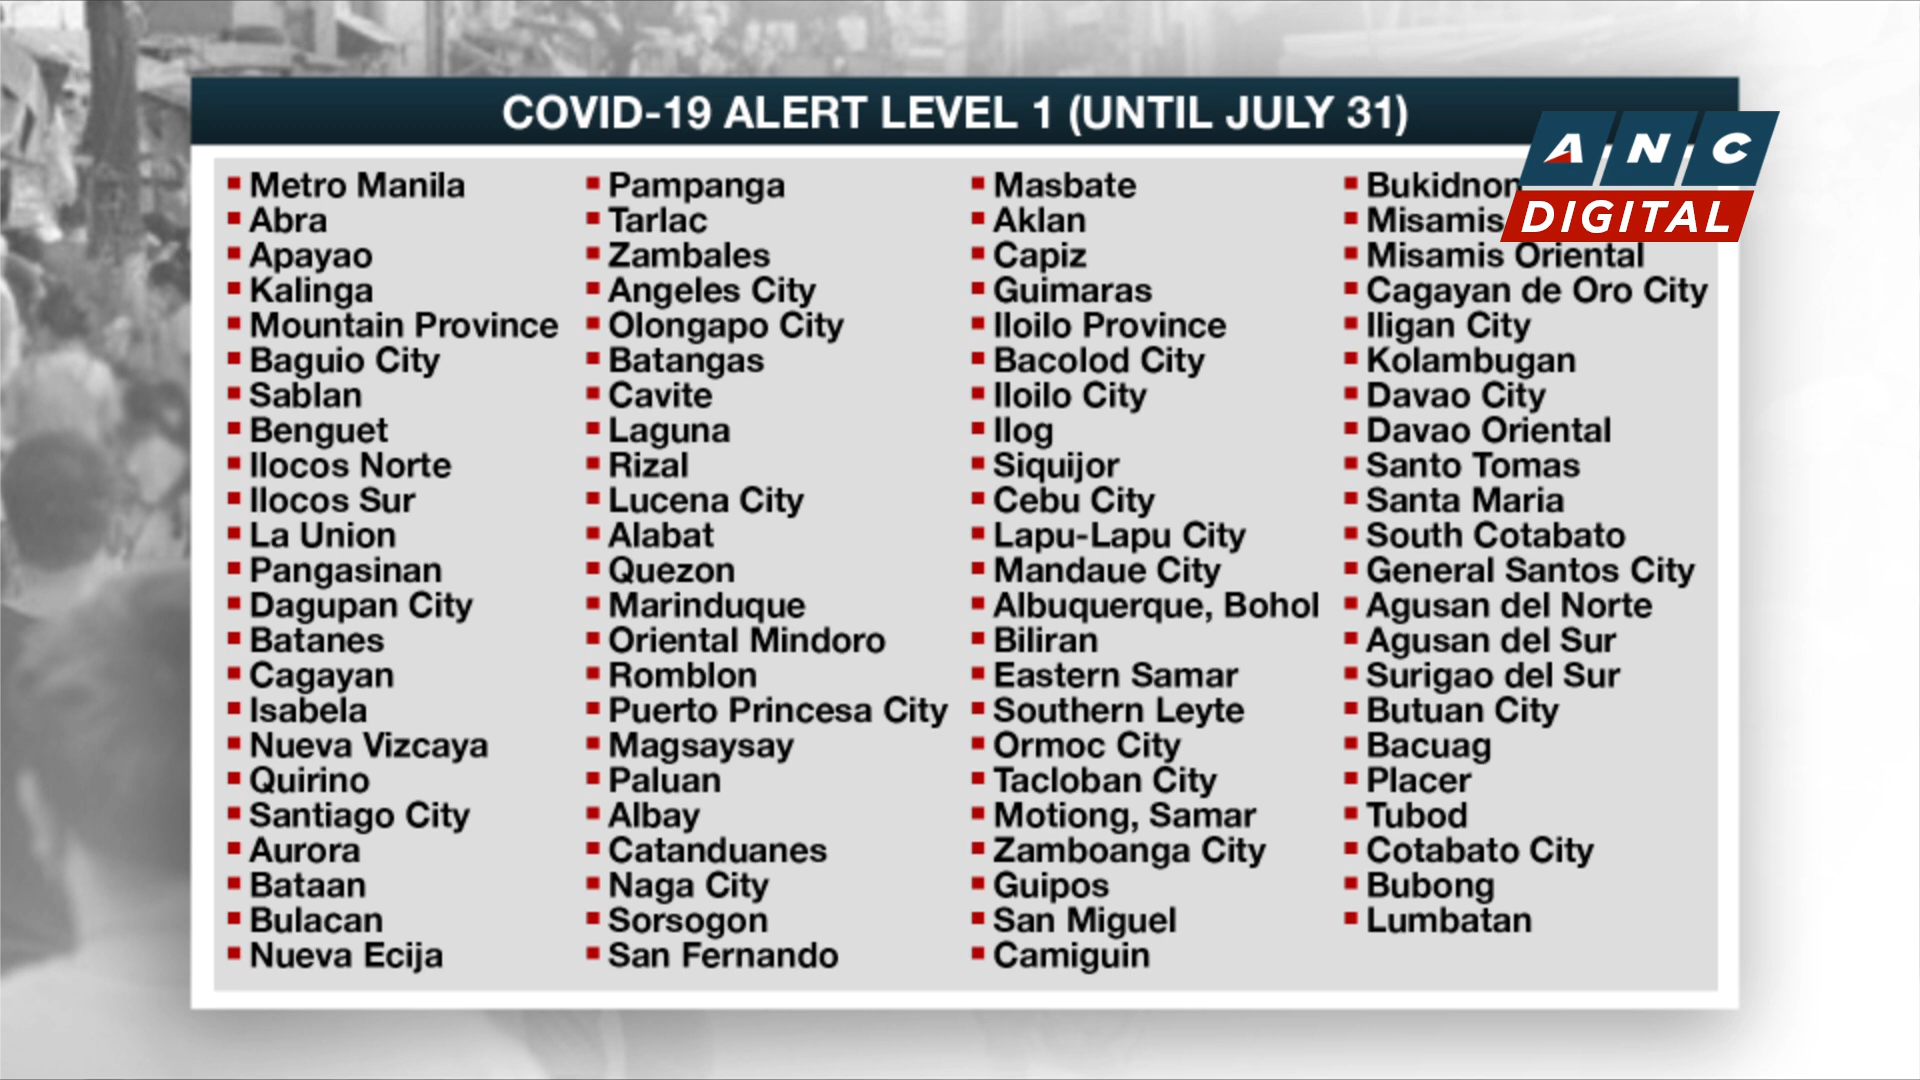 COVID-19 ALERT LEVEL 1 (UNTIL JULY 31)
ANC
DIGITAL
Metro Manila
Abra
Apayao
Kalinga
Mountain Province
Baguio City
Sablan
Benguet
Ilocos Norte
Ilocos Sur
La Union
Pangasinan
Dagupan City
Batanes
Cagayan
Isabela
Nueva Vizcaya
Quirino
Santiago City
Aurora
Bataan
Bulacan
Nueva Ecija
Pampanga
Tarlac
Zambales
Angeles City
Olongapo City
Batangas
Cavite
Laguna
Rizal
Lucena City
Alabat
Quezon
Marinduque
Oriental Mindoro
Romblon
Puerto Princesa City
Magsaysay
Paluan
Albay
Catanduanes
Naga City
Sorsogon
San Fernando
Masbate
Aklan
Capiz
Guimaras
Iloilo Province
Bacolod City
Iloilo City
Ilog
Siquijor
Cebu City
Lapu-Lapu City
Mandaue City
Albuquerque, Bohol
Biliran
Eastern Samar
Southern Leyte
Ormoc City
Tacloban City
Motiong, Samar
Zamboanga City
Guipos
San Miguel
Camiguin
Bukidnon
Misamis
Misamis Oriental
Cagayan de Oro City
Iligan City
Kolambugan
Davao City
Davao Oriental
Santo Tomas
Santa Maria
South Cotabato
General Santos City
Agusan del Norte
Agusan del Sur
Surigao del Sur
Butuan City
Bacuag
Placer
Tubod
Cotabato City
Bubong
Lumbatan